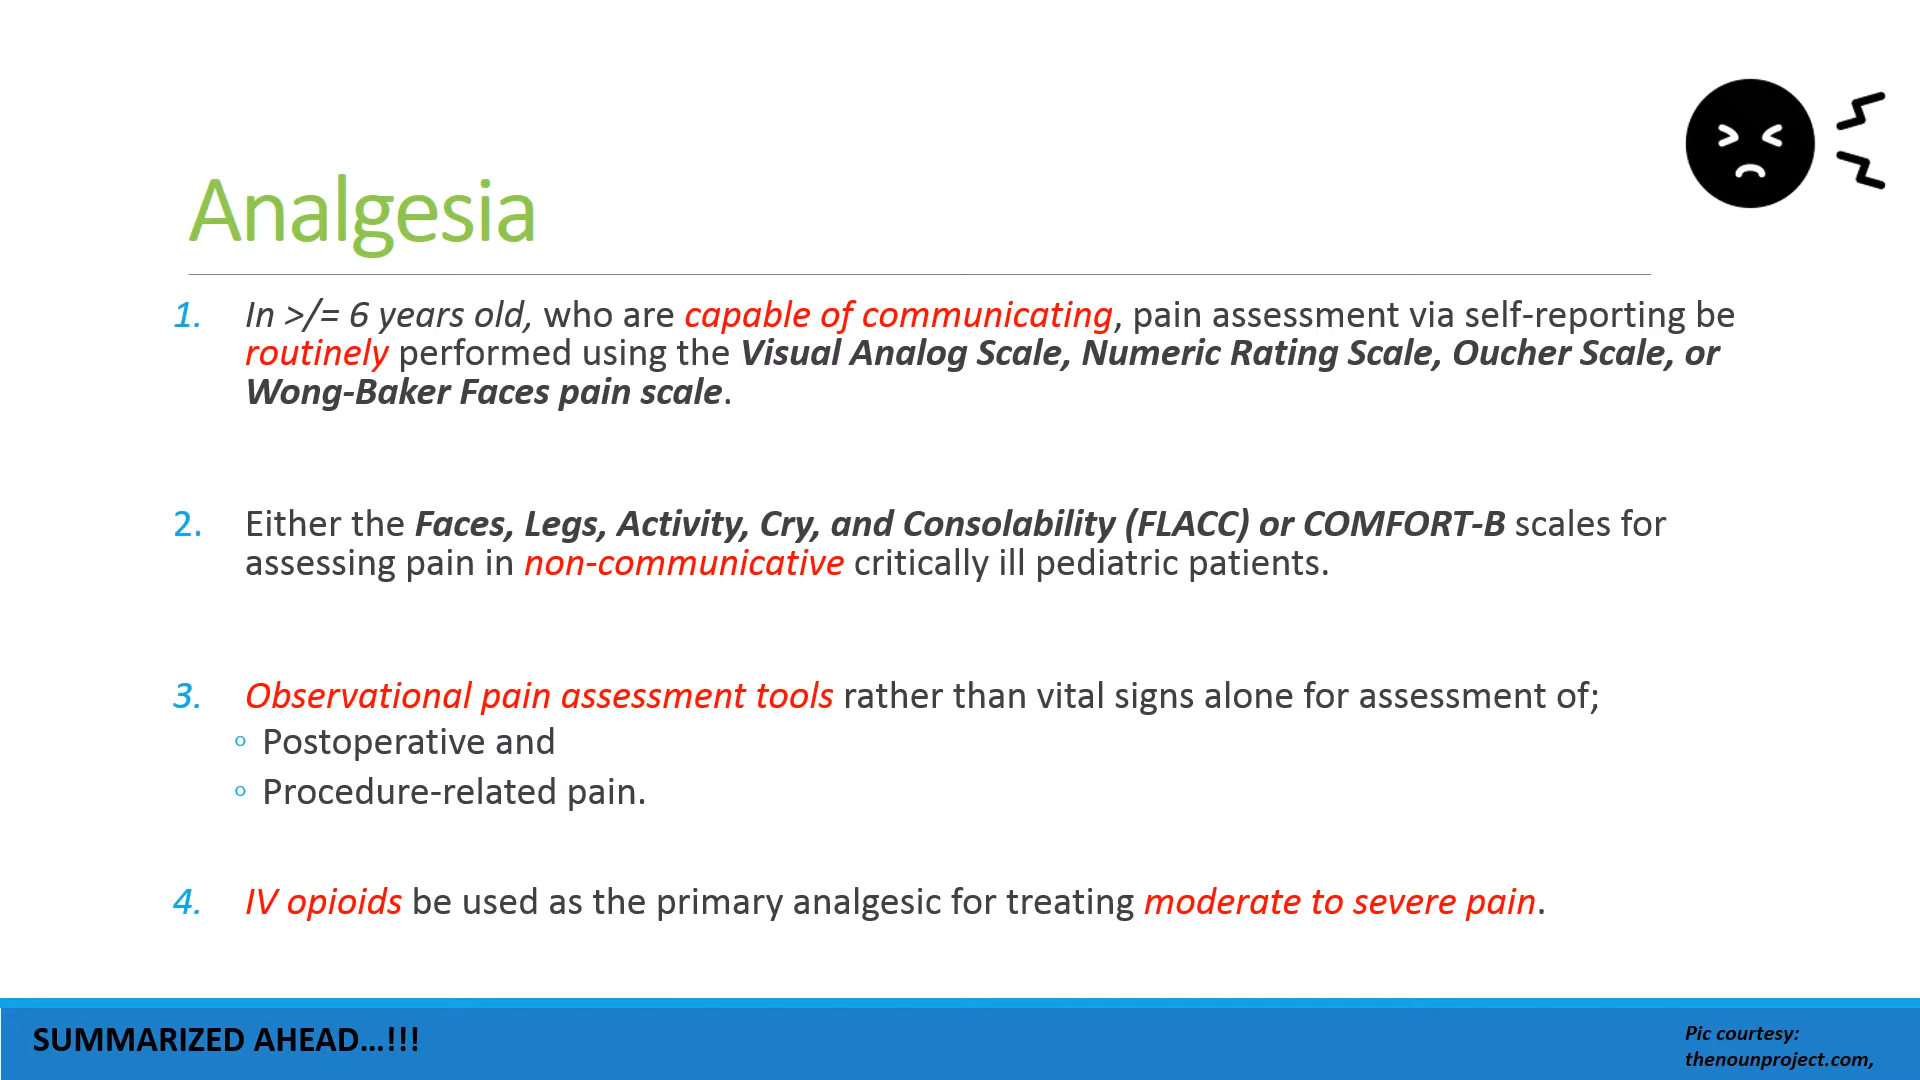 Analgesia
1. In >/= 6 years old, who are capable of communicating, pain assessment via self-reporting be
routinely performed using the Visual Analog Scale, Numeric Rating Scale, Oucher Scale, or
Wong-Baker Faces pain scale.
2. Either the Faces, Legs, Activity, Cry, and Consolability (FLACC) or COMFORT-B scales for
assessing pain in non-communicative critically ill pediatric patients.
3. Observational pain assessment tools rather than vital signs alone for assessment of;
◦ Postoperative and
◦ Procedure-related pain.
4. IV opioids be used as the primary analgesic for treating moderate to severe pain.
SUMMARIZED AHEAD…!!!
Pic courtesy:
thenounproject.com,